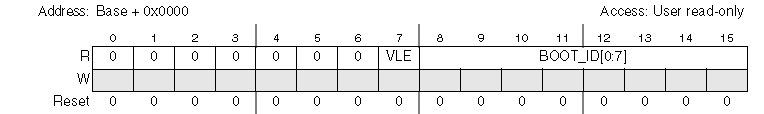 Address: Base + 0x0000 Access: User read-only
0 1 2 3 4 5 6 7 8 9 10 11 12 13 14 15
R 0 0 0 0 0 0 0 VLE BOOT_ID[0:7]
W
Reset 0 0 0 0 0 0 0 0 0 0 0 0 0 0 0 0